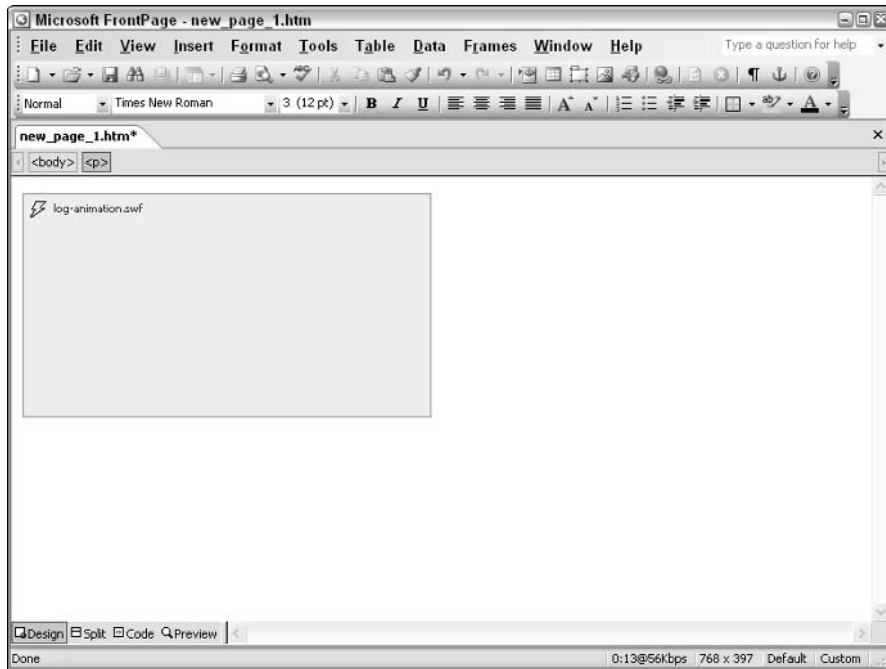 Microsoft FrontPage - new_page_1.htm
File Edit View Insert Format Tools Table Data Frames Window Help Type a question for help
Normal Times New Roman 3 (12 pt) B I U A A A
new_page_1.htm*
<body> <p>
log-animation.swf
Design Split Code Preview
Done 0:13@56Kbps 768 x 397 Default Custom